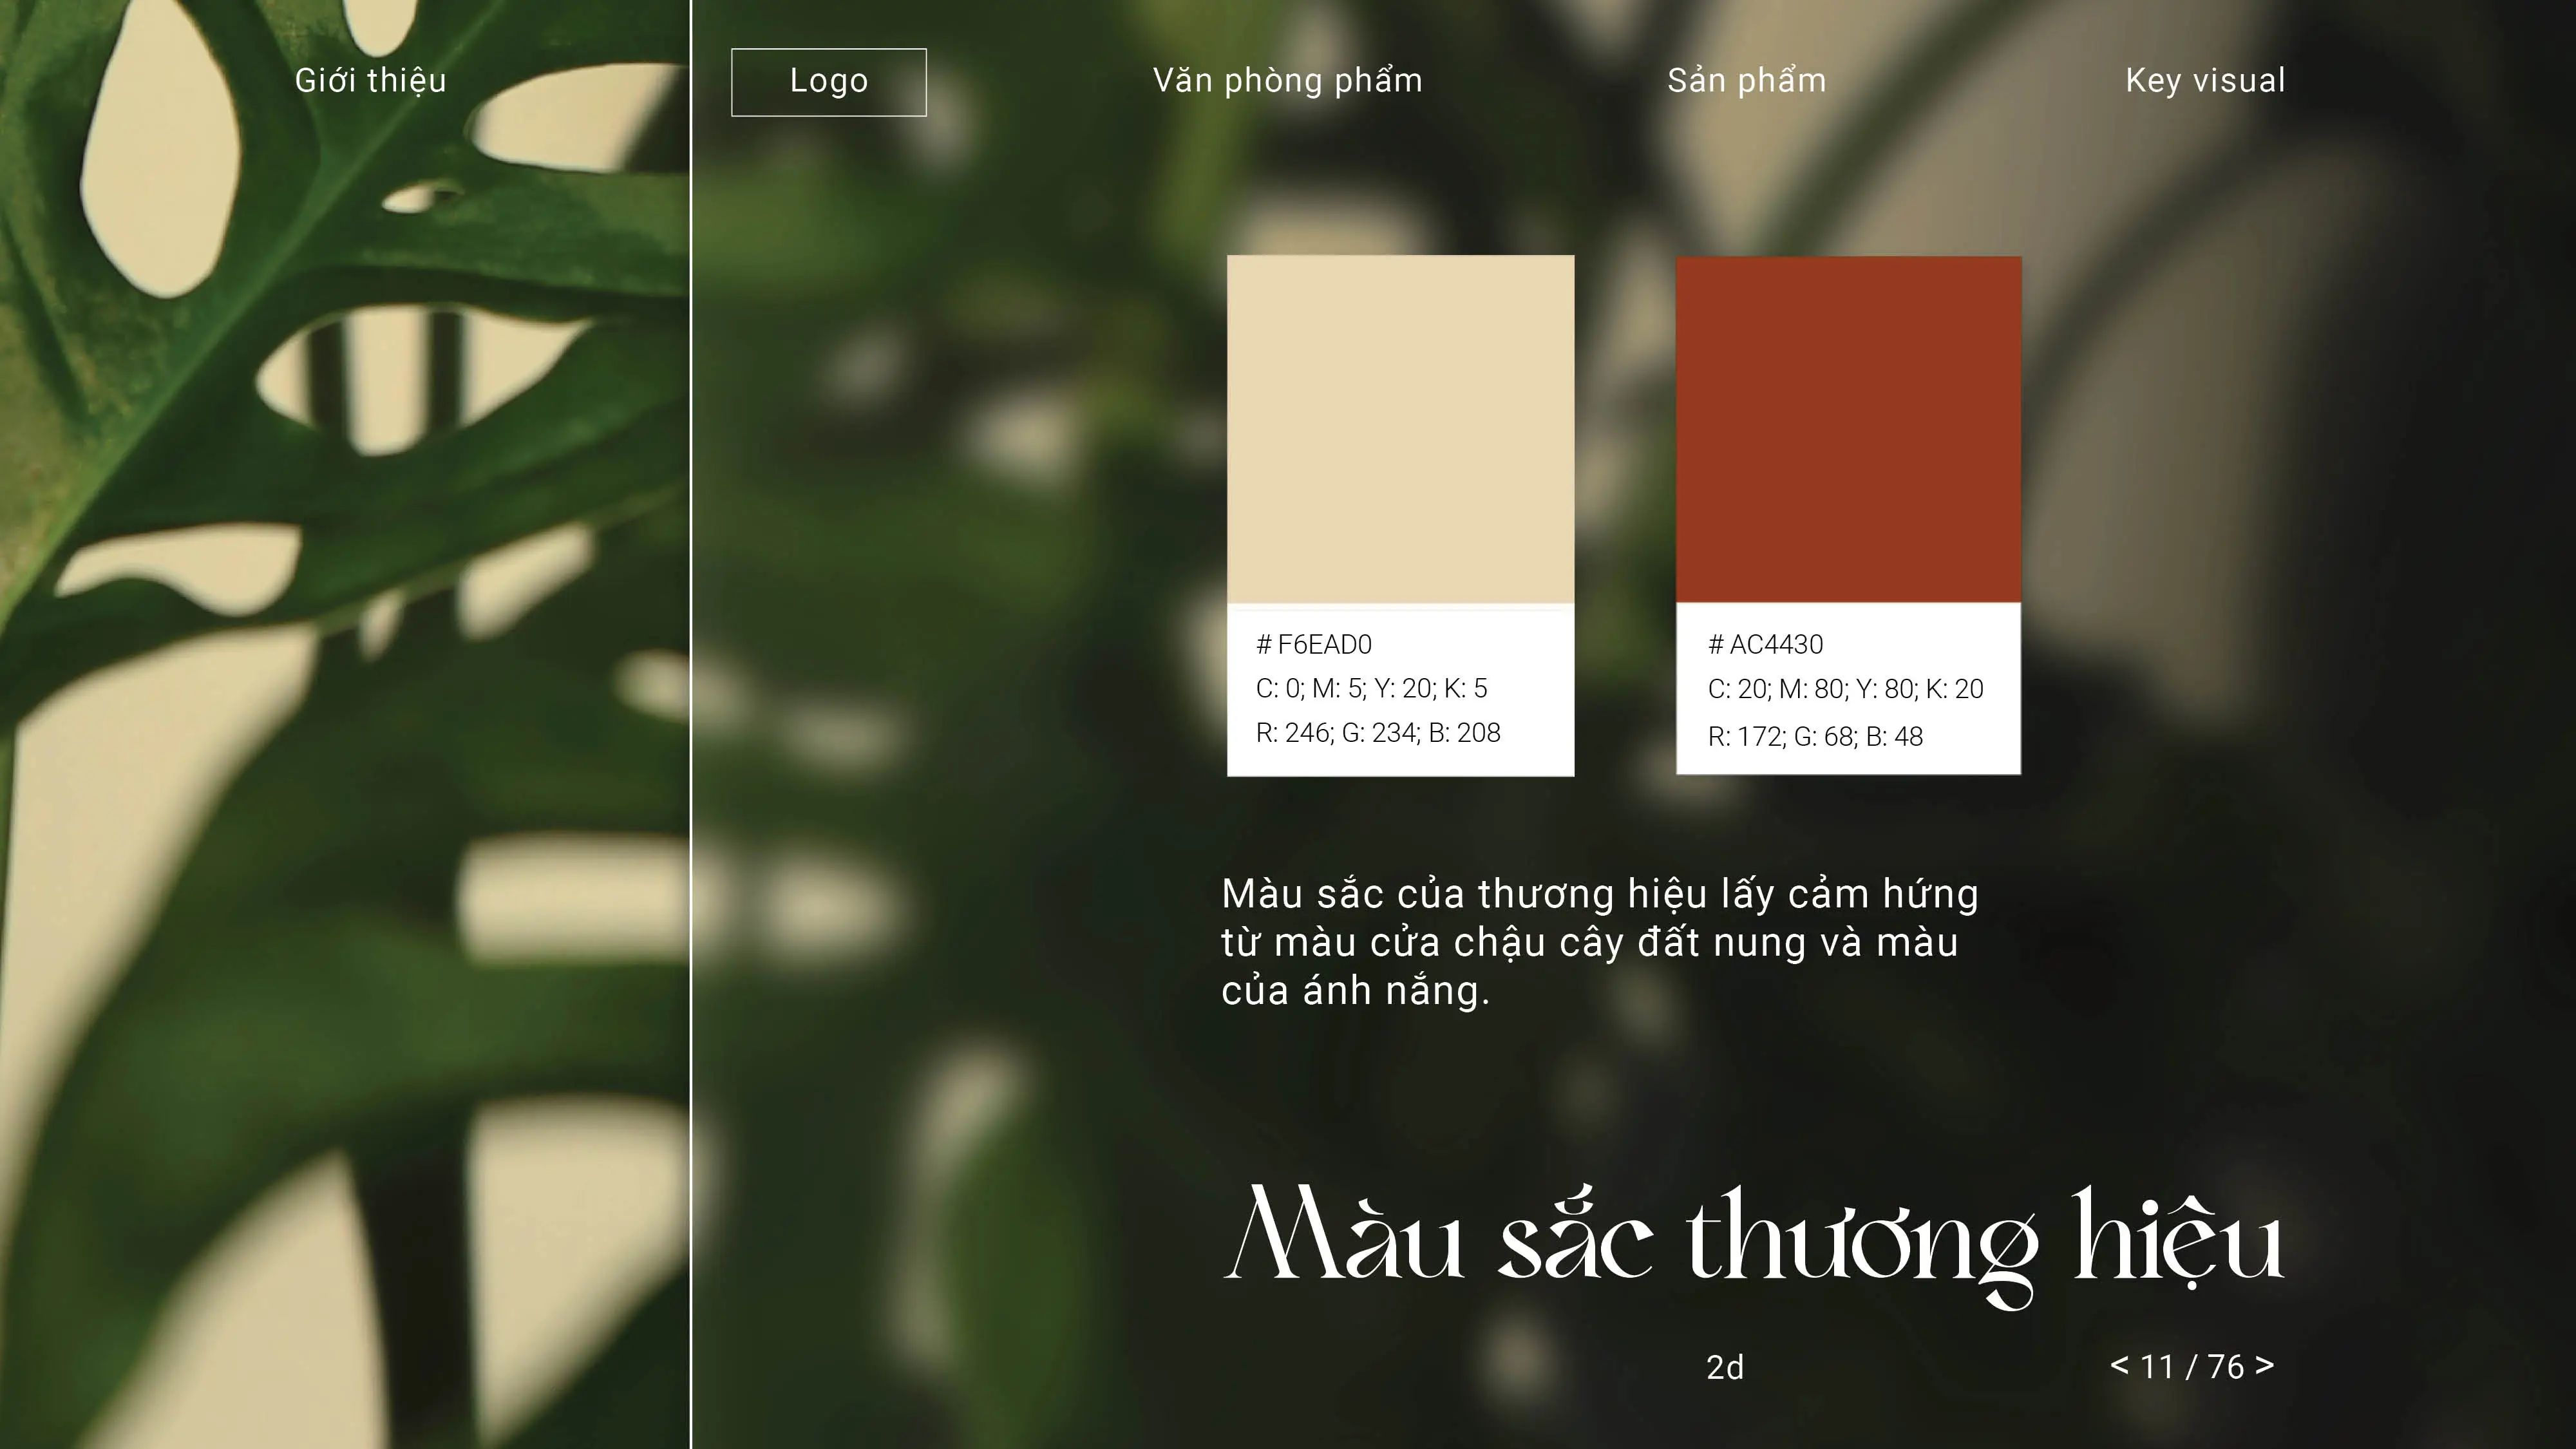 Giới thiệu
Logo
Văn phòng phẩm
Sản phẩm
Key visual
# F6EAD0
C: 0; M: 5; Y: 20; K: 5
R: 246; G: 234; B: 208
# AC4430
C: 20; M: 80; Y: 80; K: 20
R: 172; G: 68; B: 48
Màu sắc của thương hiệu lấy cảm hứng
từ màu cửa chậu cây đất nung và màu
của ánh nắng.
Màu sắc thương hiệu
2d
< 11 / 76 >